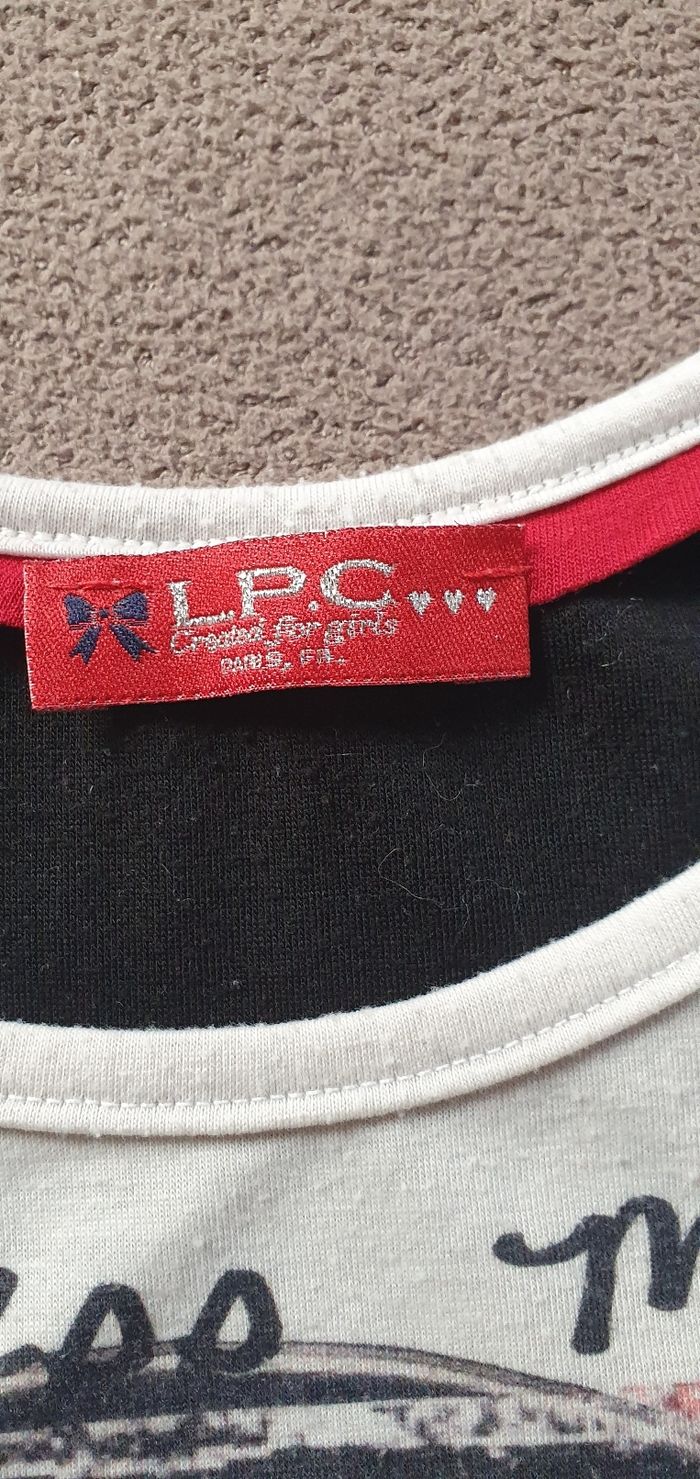 L.P.C.
Created for girls
PARIS, FR.